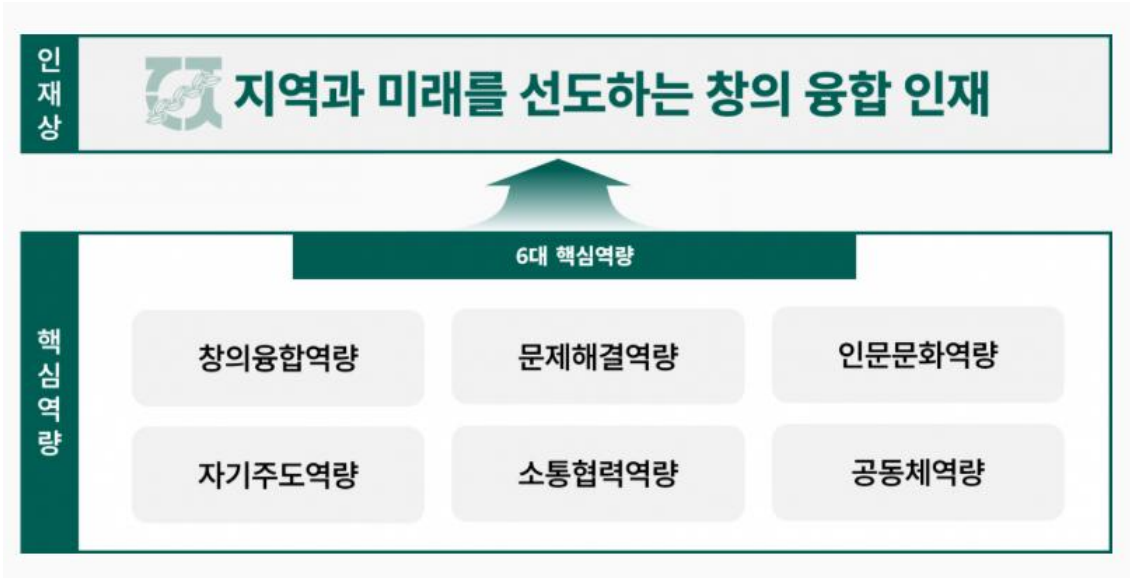 인재상
지역과 미래를 선도하는 창의 융합 인재
6대 핵심역량
핵심역량
창의융합역량
문제해결역량
인문문화역량
자기주도역량
소통협력역량
공동체역량